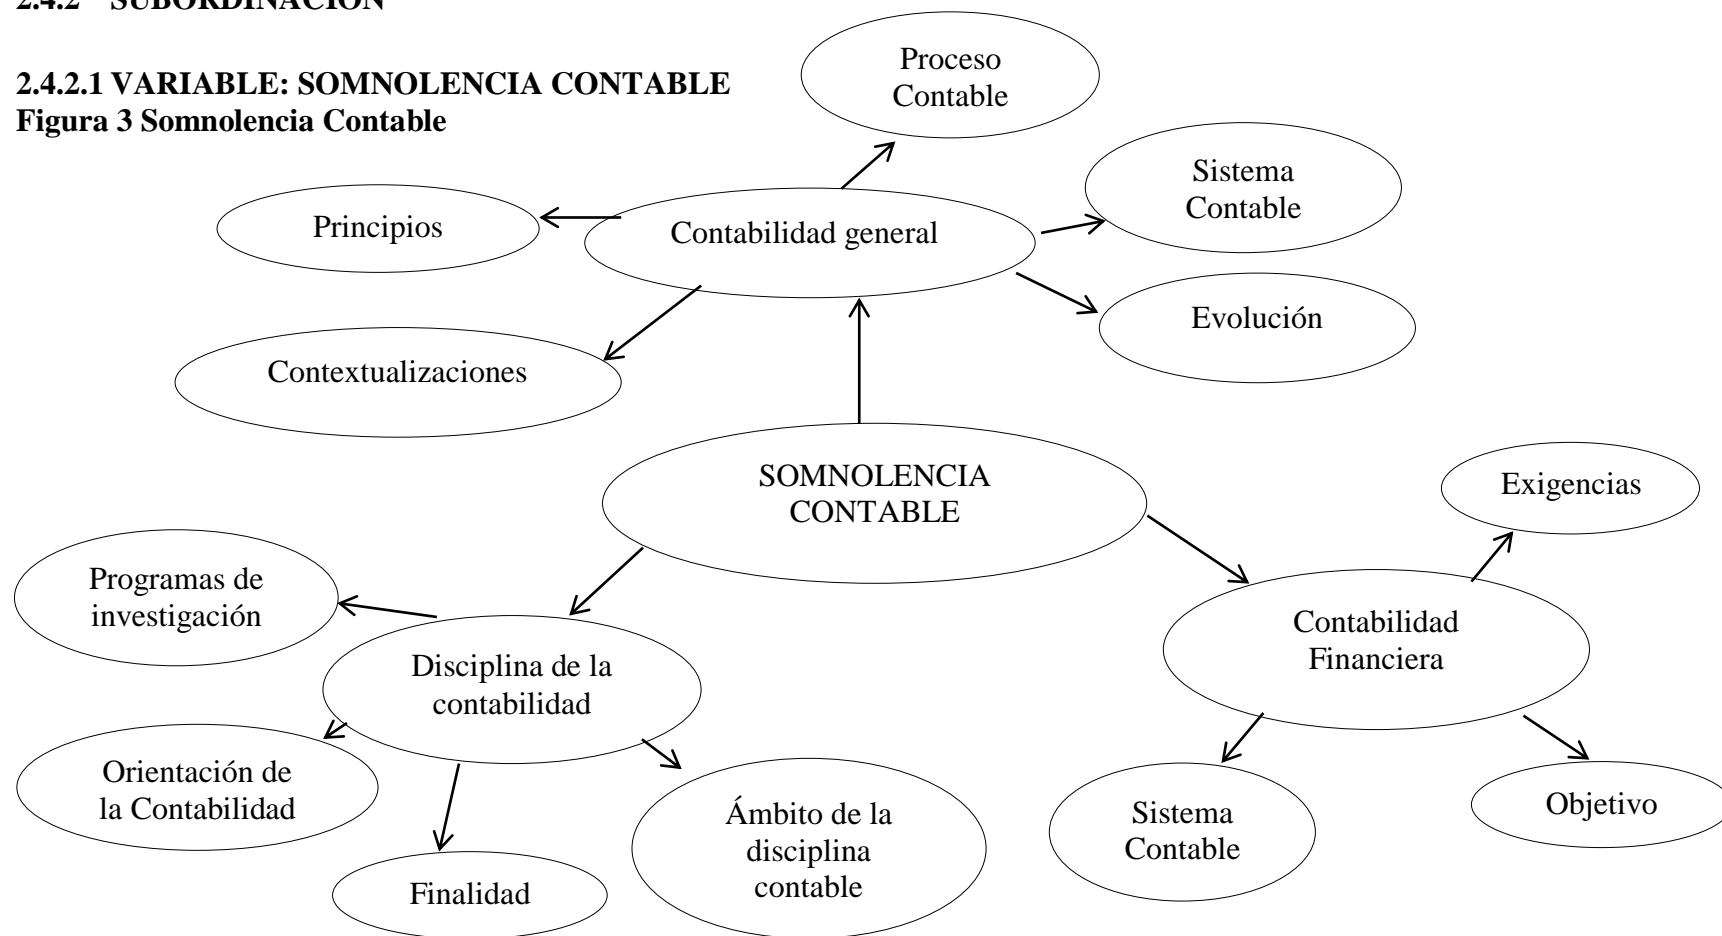 2.4.2 SUBORDINACIÓN
2.4.2.1 VARIABLE: SOMNOLENCIA CONTABLE
Figura 3 Somnolencia Contable
Proceso
Contable
Sistema
Contable
Principios
Contabilidad general
Evolución
Contextualizaciones
SOMNOLENCIA
CONTABLE
Exigencias
Programas de
investigación
Contabilidad
Financiera
Disciplina de la
contabilidad
Orientación de
la Contabilidad
Ámbito de la
disciplina
contable
Sistema
Contable
Objetivo
Finalidad